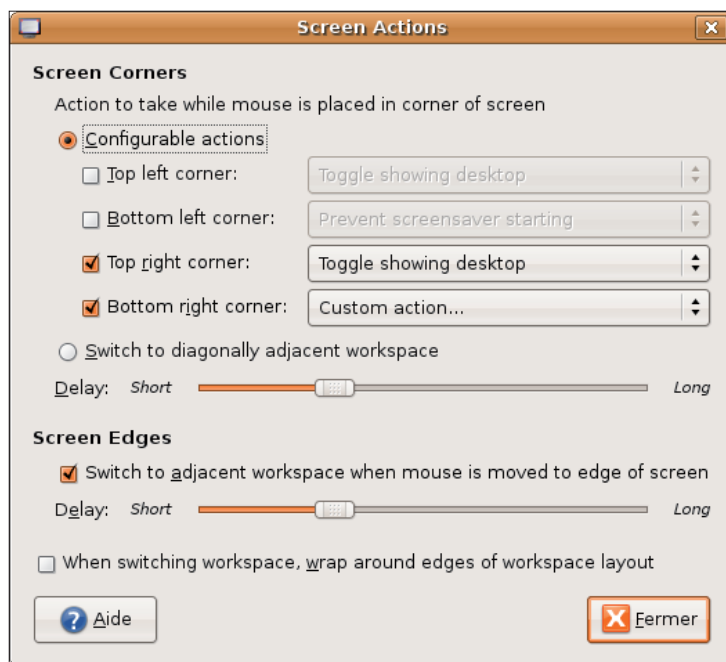 Screen Actions
Screen Corners
Action to take while mouse is placed in corner of screen
Configurable actions
Top left corner: Toggle showing desktop
Bottom left corner: Prevent screensaver starting
Top right corner: Toggle showing desktop
Bottom right corner: Custom action...
Switch to diagonally adjacent workspace
Delay: Short Long
Screen Edges
Switch to adjacent workspace when mouse is moved to edge of screen
Delay: Short Long
When switching workspace, wrap around edges of workspace layout
Aide Fermer